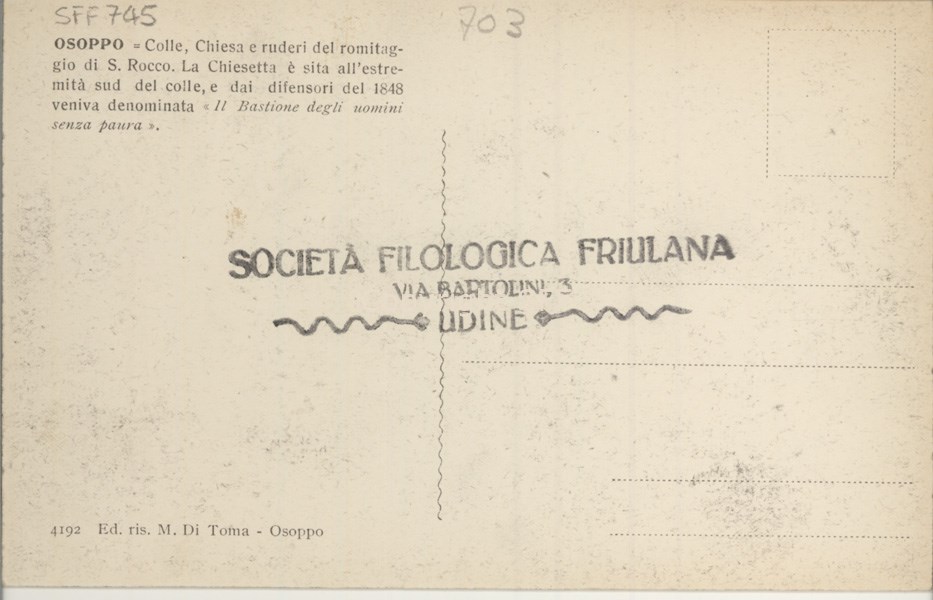 SFF 745
703
OSOPPO = Colle, Chiesa e ruderi del romitag-
gio di S. Rocco. La Chiesetta è sita all'estre-
mità sud del colle, e dai difensori del 1848
veniva denominata « Il Bastione degli uomini
senza paura ».
SOCIETÀ FILOLOGICA FRIULANA
VIA BARTOLINI, 3
UDINE
4192 Ed. ris. M. Di Toma - Osoppo